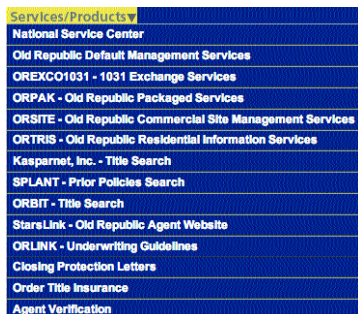 Services/Products▼
National Service Center
Old Republic Default Management Services
OREXCO1031 - 1031 Exchange Services
ORPAK - Old Republic Packaged Services
ORSITE - Old Republic Commercial Site Management Services
ORTRIS - Old Republic Residential Information Services
Kasparnet, Inc. - Title Search
SPLANT - Prior Policies Search
ORBIT - Title Search
StarsLink - Old Republic Agent Website
ORLINK - Underwriting Guidelines
Closing Protection Letters
Order Title Insurance
Agent Verification